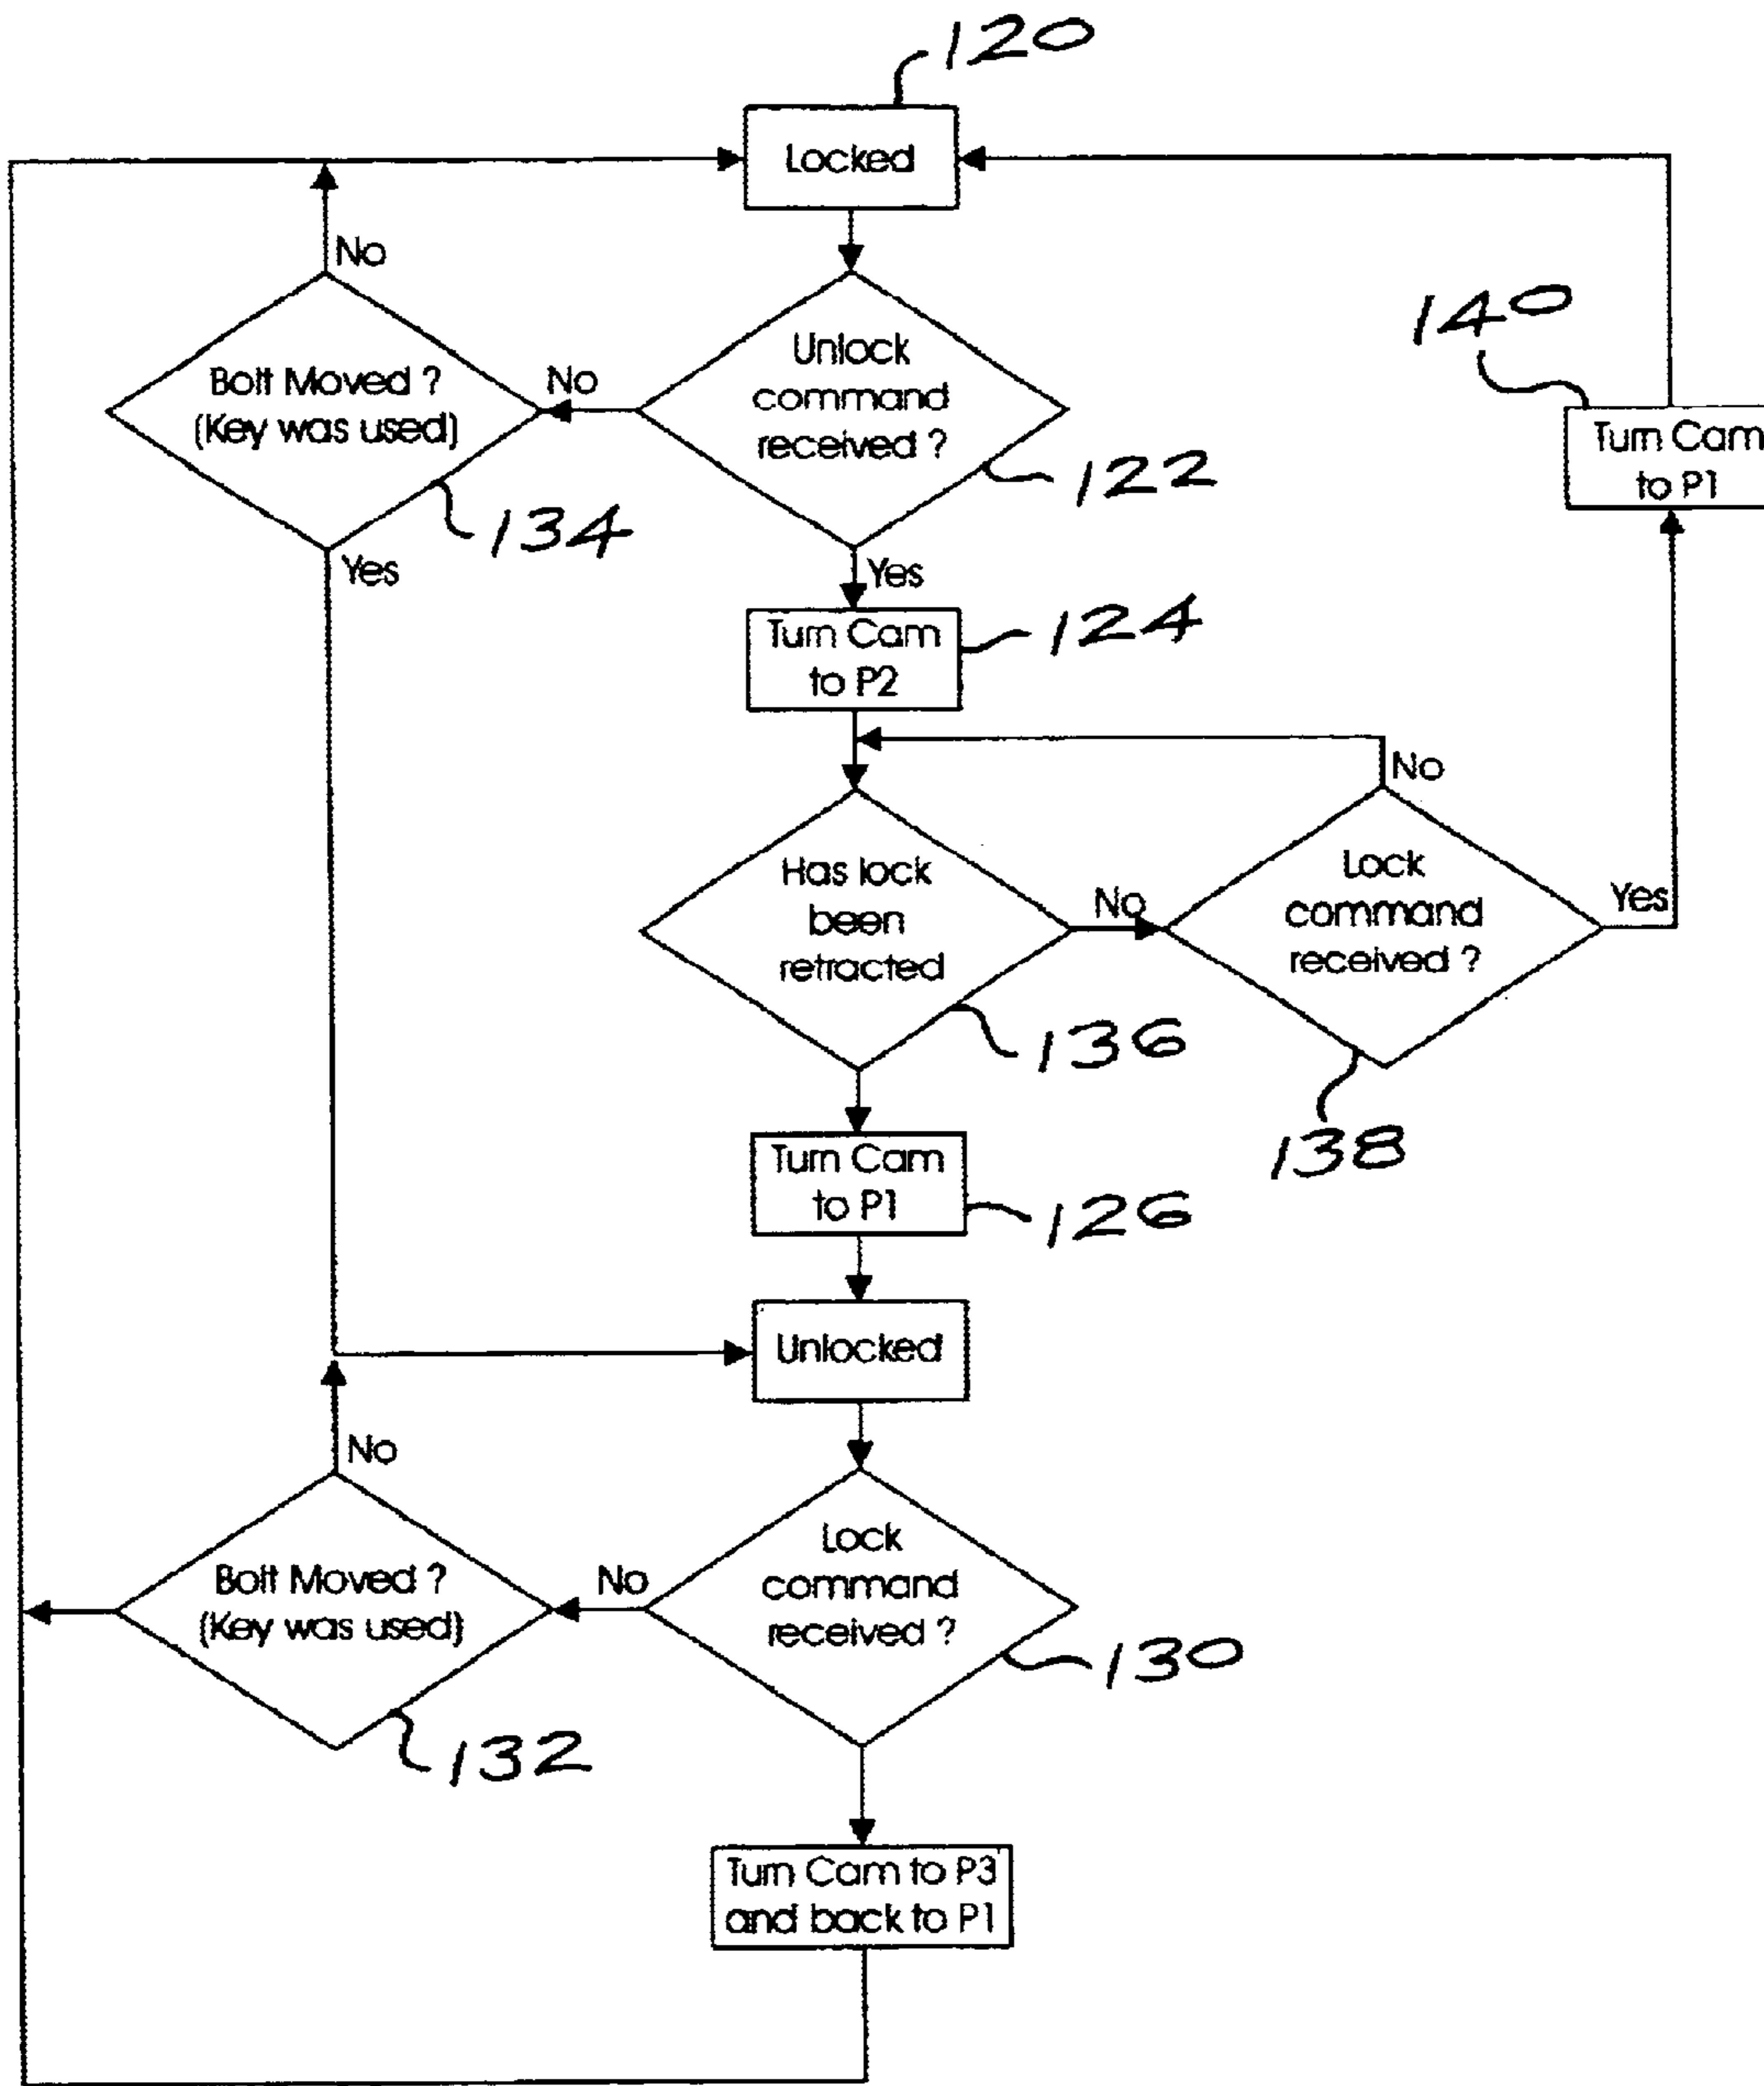 120
Locked
No
Bolt Moved ?
(Key was used)
No
Unlock
command
received ?
140
Turn Cam
to P1
122
134
Yes
Yes
Turn Cam
to P2
124
No
Has lock
been
retracted
No
Lock
command
received ?
Yes
136
138
Turn Cam
to P1
126
Unlocked
No
Bolt Moved ?
(Key was used)
No
Lock
command
received ?
130
132
Turn Cam to P3
and back to P1